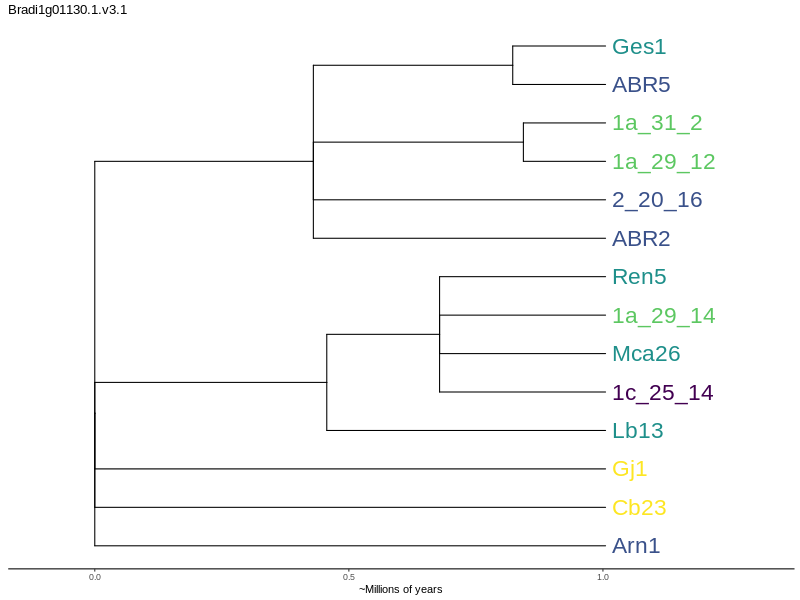 Bradi1g01130.1.v3.1
Ges1
ABR5
1a_31_2
1a_29_12
2_20_16
ABR2
Ren5
1a_29_14
Mca26
1c_25_14
Lb13
Gj1
Cb23
Arn1
0.0 0.5 1.0
~Millions of years